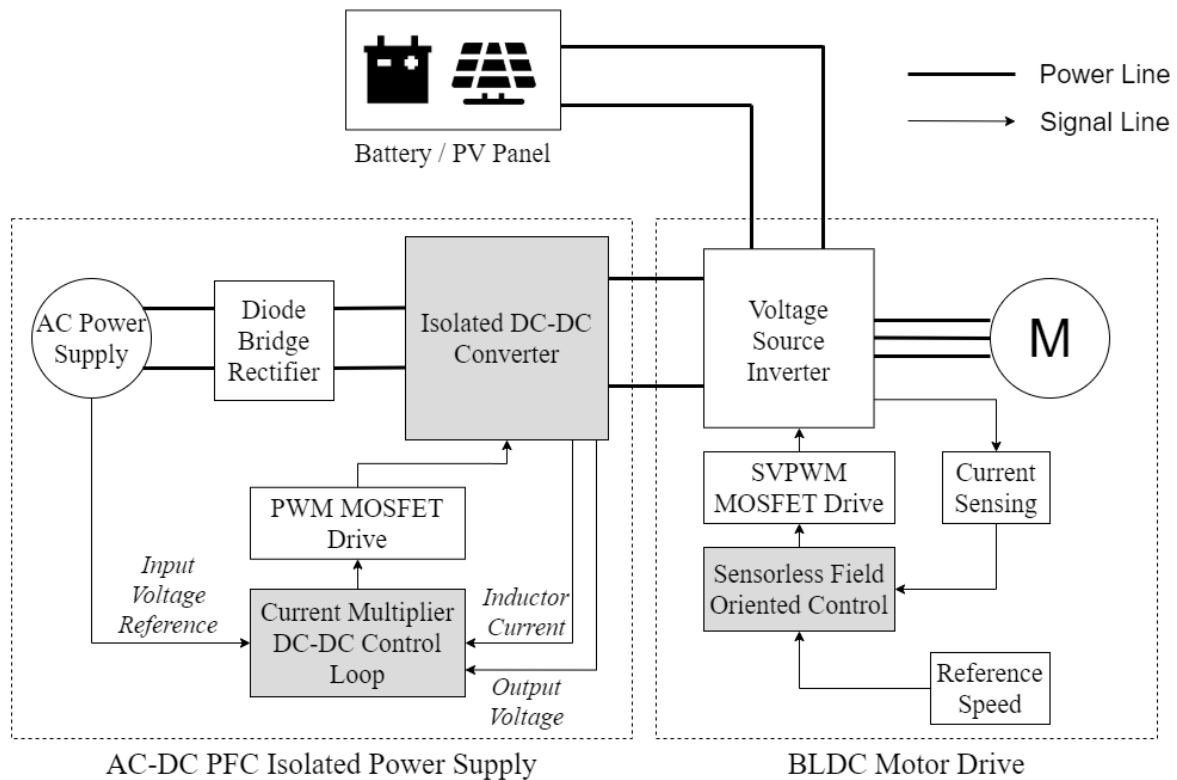 Battery / PV Panel
Power Line
Signal Line
AC Power
Supply
Diode
Bridge
Rectifier
Isolated DC-DC
Converter
Voltage
Source
Inverter
M
PWM MOSFET
Drive
SVPWM
MOSFET Drive
Current
Sensing
Input
Voltage
Reference
Current Multiplier
DC-DC Control
Loop
Inductor
Current
Output
Voltage
Sensorless Field
Oriented Control
Reference
Speed
AC-DC PFC Isolated Power Supply
BLDC Motor Drive